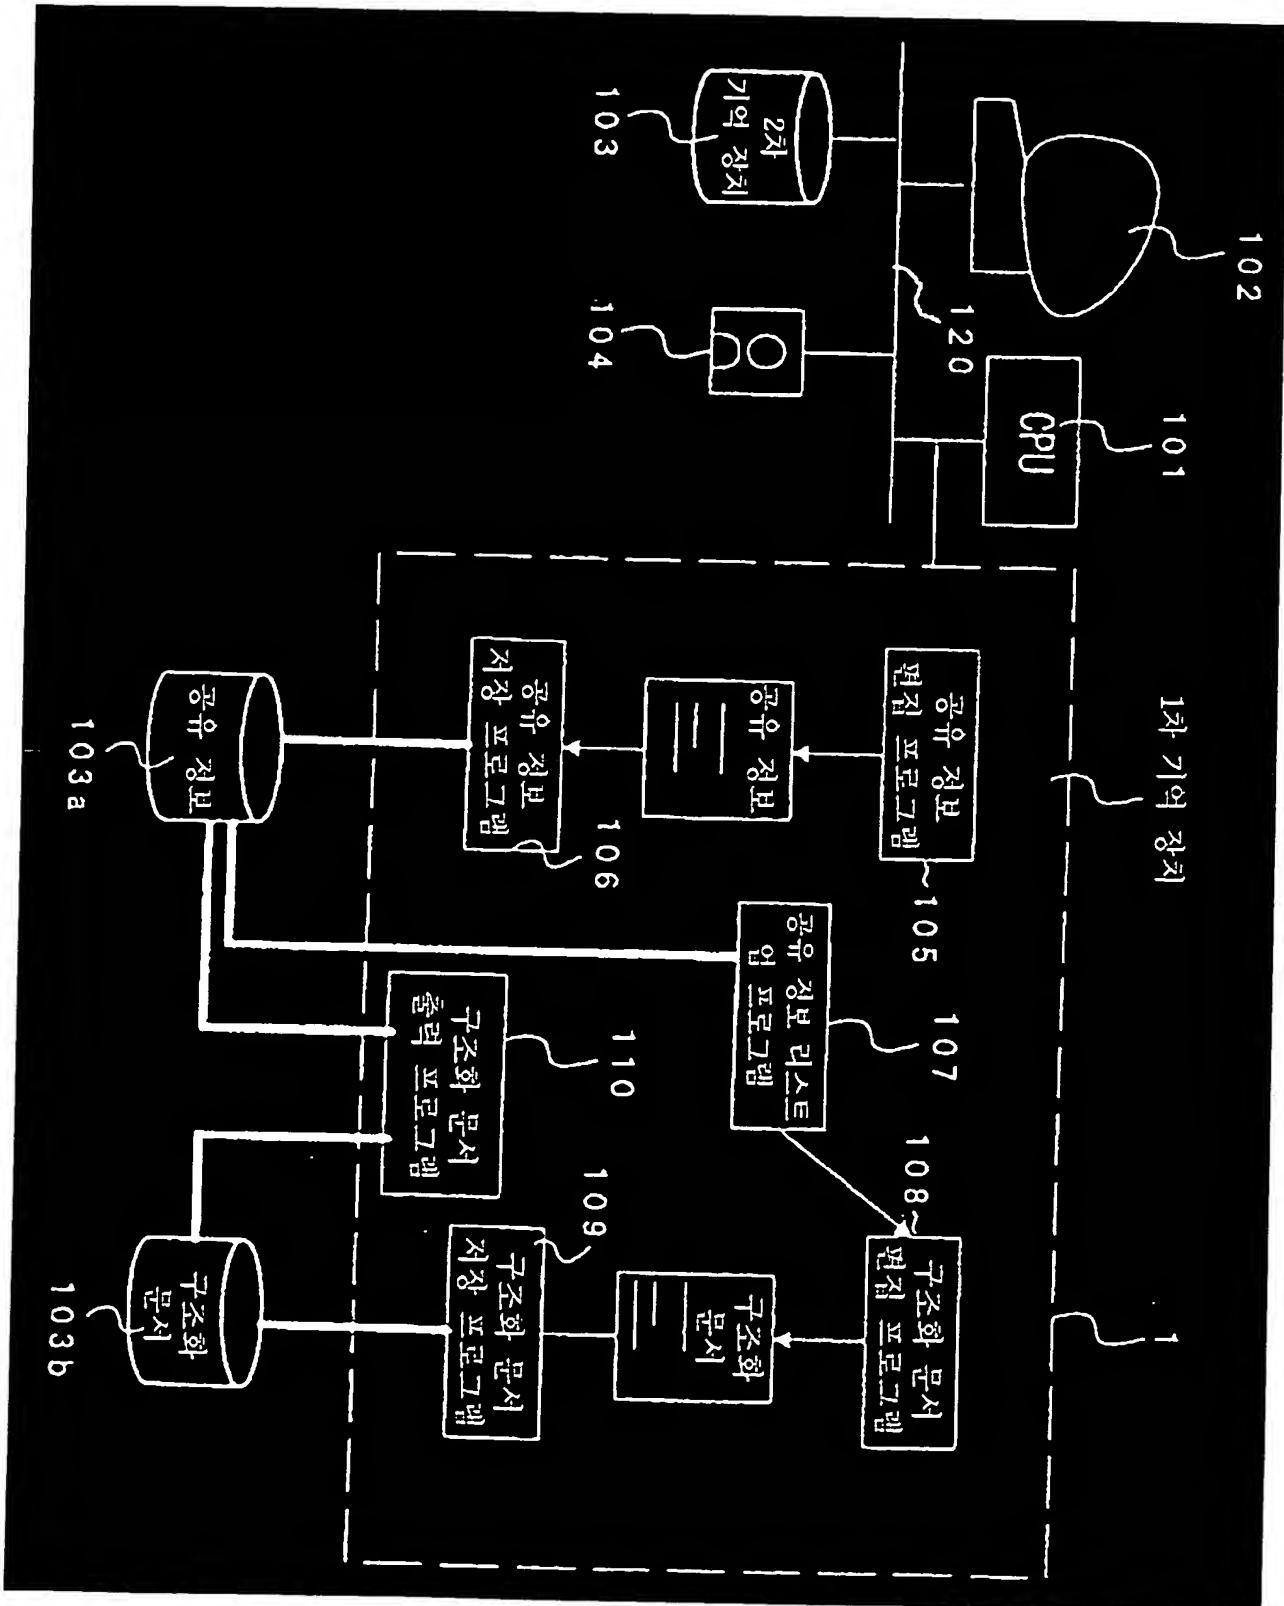 102
101
CPU
120
2차
기억 장치
103
104
1차 기억 장치
1
공유 정보
편집 프로그램
105
공유 정보
공유 정보
저장 프로그램
106
공유 정보 리스트
업 프로그램
107
108
구조화 문서
편집 프로그램
구조화
문서
109
구조화 문서
저장 프로그램
110
구조화 문서
출력 프로그램
공유 정보
103a
구조화
문서
103b